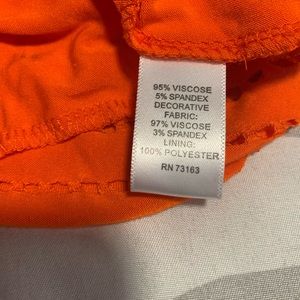 95% VISCOSE
5% SPANDEX
DECORATIVE
FABRIC:
97% VISCOSE
3% SPANDEX
LINING:
100% POLYESTER
RN 73163